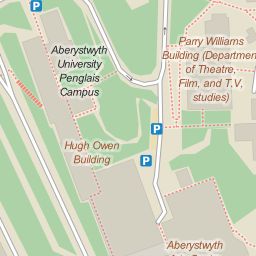 P
Aberystwyth
University
Penglais
Campus
Parry Williams
Building (Department
of Theatre,
Film, and T.V,
studies)
P
Hugh Owen
Building
P
Aberystwyth